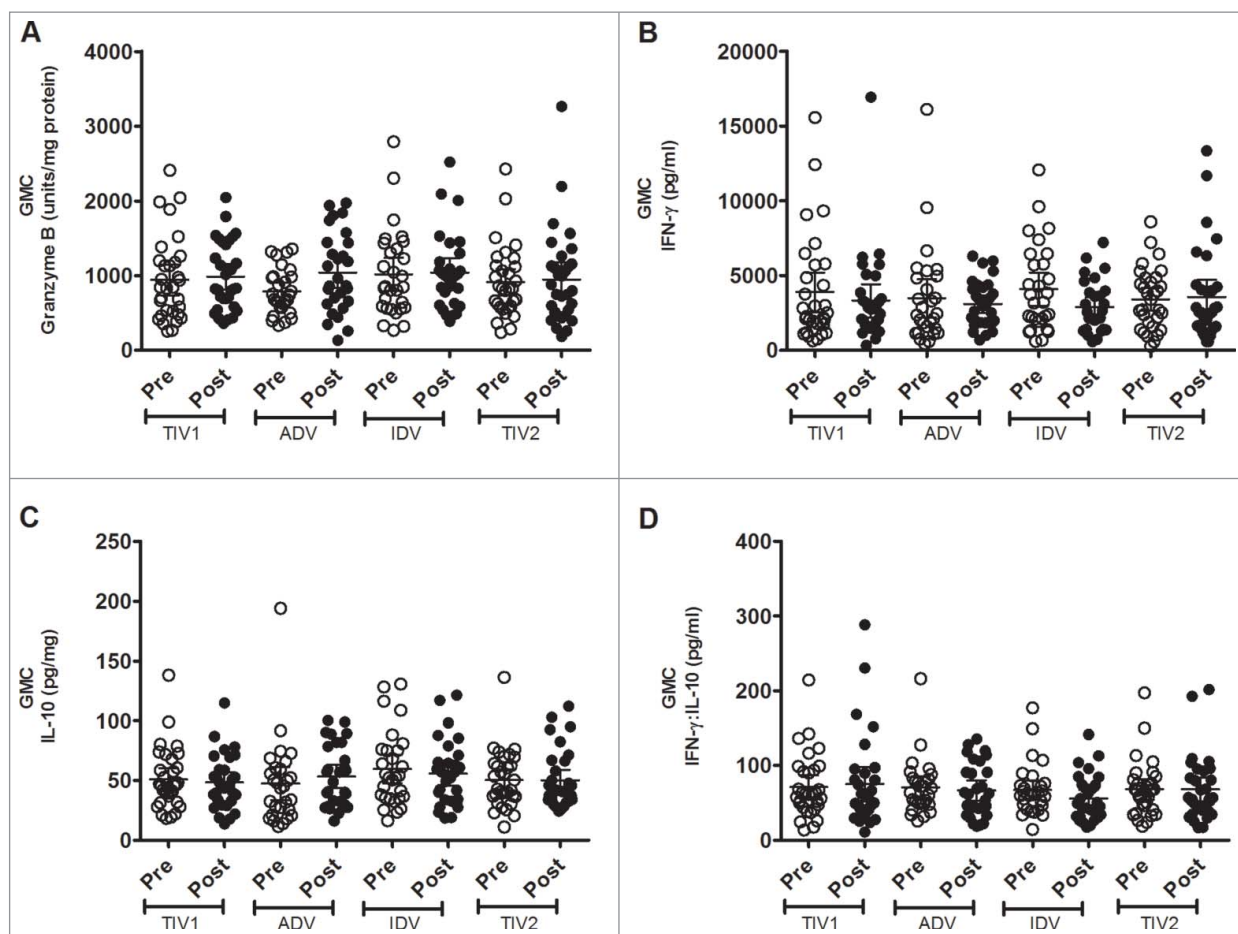 A
GMC
Granzyme B (units/mg protein)
4000
3000
2000
1000
0
Pre Post Pre Post Pre Post Pre Post
TIV1 ADV IDV TIV2
B
GMC
IFN-γ (pg/ml)
20000
15000
10000
5000
0
Pre Post Pre Post Pre Post Pre Post
TIV1 ADV IDV TIV2
C
GMC
IL-10 (pg/mg)
250
200
150
100
50
0
Pre Post Pre Post Pre Post Pre Post
TIV1 ADV IDV TIV2
D
GMC
IFN-γ:IL-10 (pg/ml)
400
300
200
100
0
Pre Post Pre Post Pre Post Pre Post
TIV1 ADV IDV TIV2